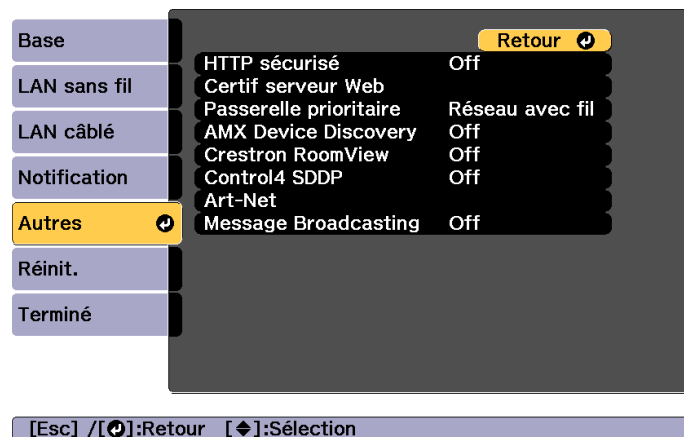 Base
LAN sans fil
LAN câblé
Notification
Autres
Réinit.
Terminé
Retour
HTTP sécurisé Off
Certif serveur Web
Passerelle prioritaire Réseau avec fil
AMX Device Discovery Off
Crestron RoomView Off
Control4 SDDP Off
Art-Net
Message Broadcasting Off
[Esc] /[ ]:Retour [ ]:Sélection